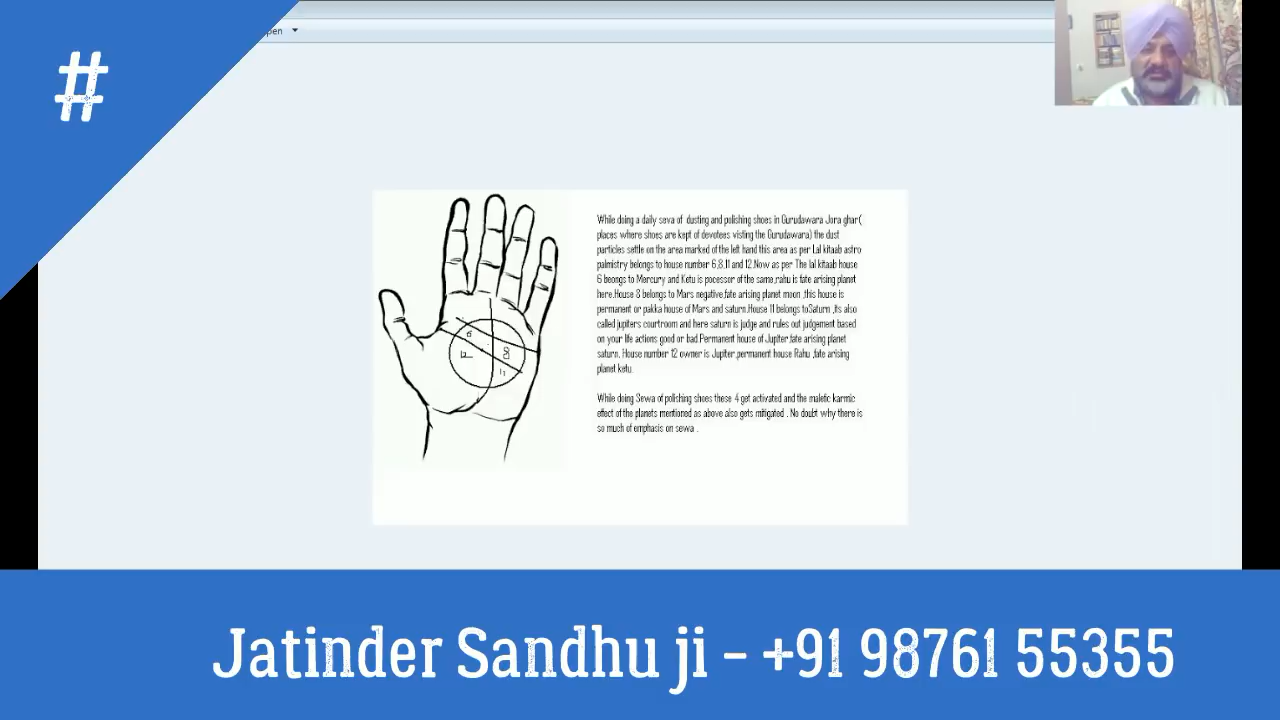 #
pen
While doing a daily seva of dusting and polishing shoes in Gurudawara Jora ghar(
places where shoes are kept of devotees visting the Gurudawara) the dust
particles settle on the area marked of the left hand this area as per Lal kitaab astro
palmistry belongs to house number 6,8,11 and 12.Now as per The lal kitaab house
6 beongs to Mercury and Ketu is pocessor of the same,rahu is fate arising planet
here.House 8 belongs to Mars negative,fate arising planet moon ,this house is
permanent or pakka house of Mars and saturn.House 11 belongs toSaturn ,its also
called jupiters courtroom and here saturn is judge and rules out judgement based
on your life actions good or bad.Permanent house of Jupiter,fate arising planet
saturn. House number 12 owner is Jupiter,permanent house Rahu ,fate arising
planet ketu.
While doing Sewa of polishing shoes these 4 get activated and the malefic karmic
effect of the planets mentioned as above also gets mitigated . No doubt why there is
so much of emphasis on sewa .
6
12
8
11
Jatinder Sandhu ji - +91 98761 55355